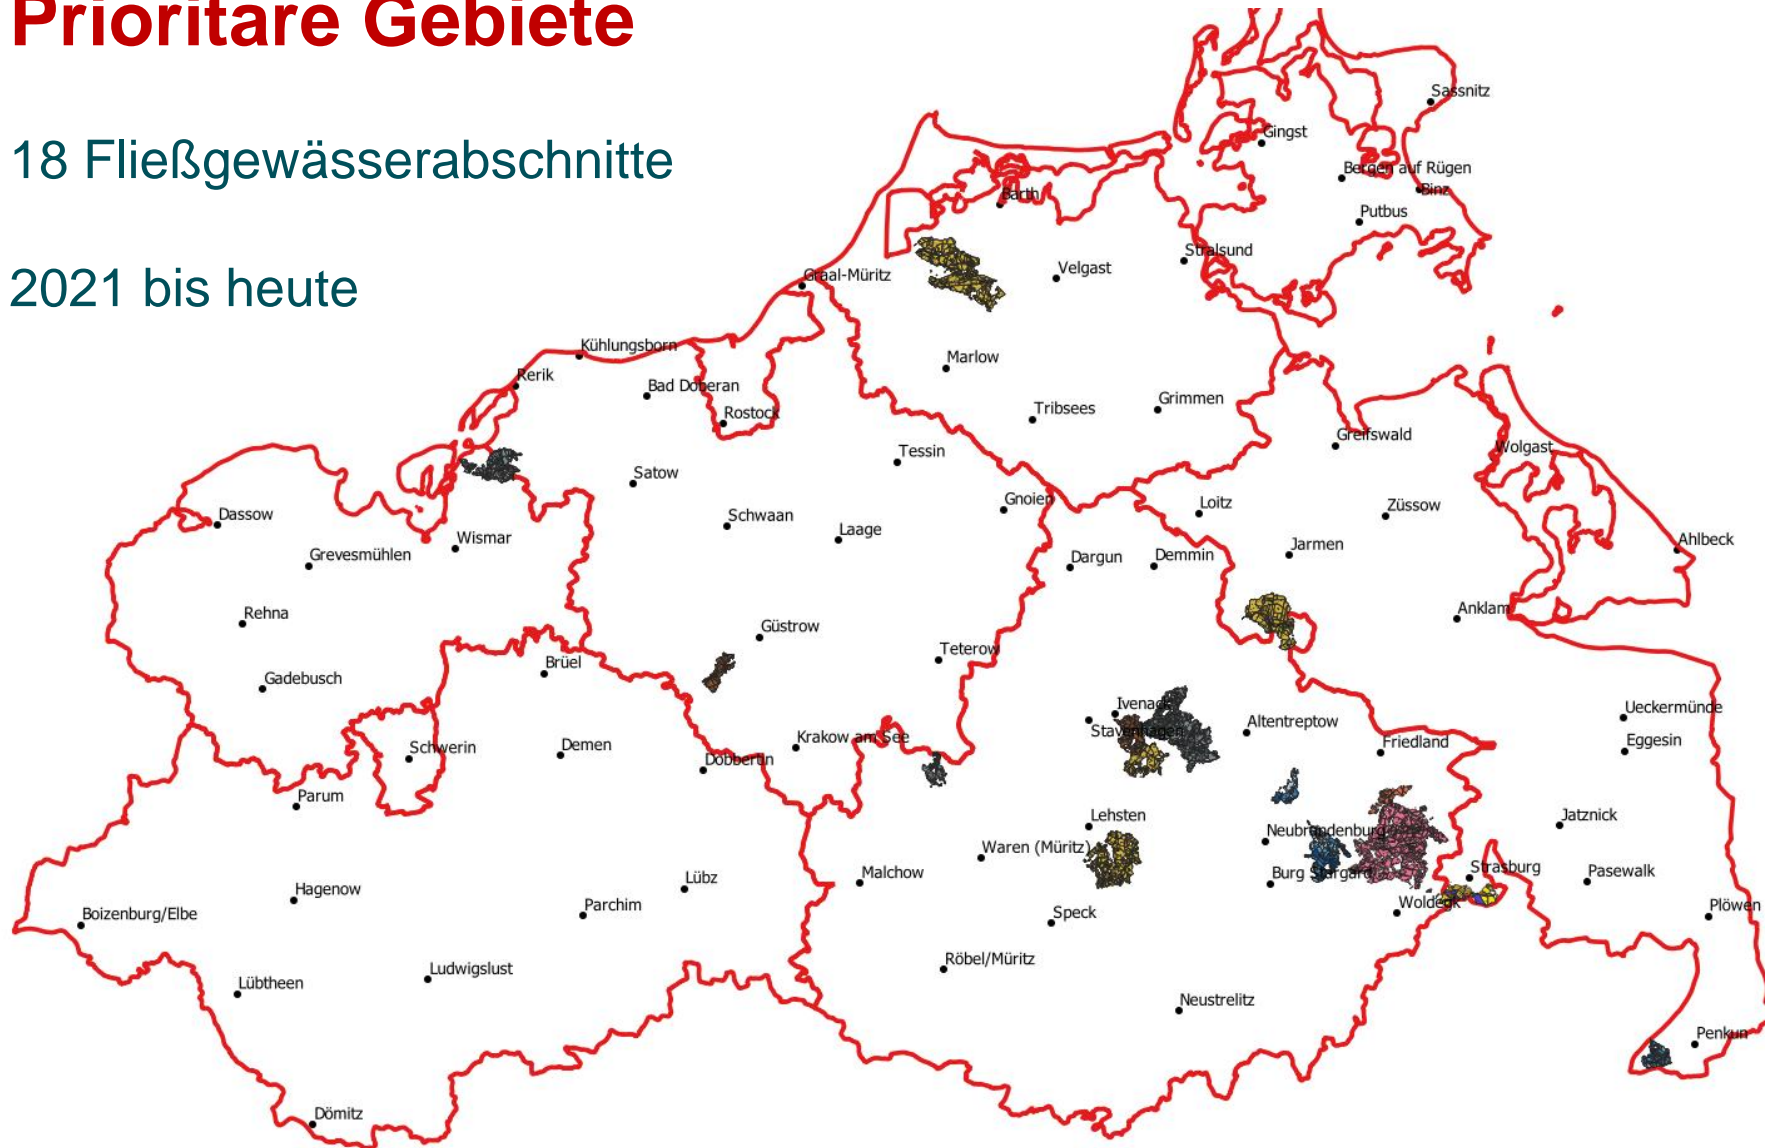 Prioritäre Gebiete
18 Fließgewässerabschnitte
2021 bis heute
Sassnitz
Gingst
Bergen auf Rügen
Binz
Barth
Putbus
Stralsund
Velgast
Graal-Müritz
Kühlungsborn
Marlow
Rerik
Bad Doberan
Rostock
Tribsees
Grimmen
Greifswald
Wolgast
Tessin
Satow
Gnoien
Loitz
Züssow
Dassow
Schwaan
Laage
Wismar
Grevesmühlen
Dargun
Demmin
Jarmen
Ahlbeck
Rehna
Güstrow
Anklam
Teterow
Brüel
Gadebusch
Ivenack
Stavenhagen
Altentreptow
Ueckermünde
Schwerin
Demen
Krakow am See
Friedland
Eggesin
Dobbertin
Parum
Lehsten
Neubrandenburg
Jatznick
Waren (Müritz)
Malchow
Burg Stargard
Strasburg
Pasewalk
Hagenow
Lübz
Boizenburg/Elbe
Parchim
Speck
Woldegk
Plöwen
Röbel/Müritz
Ludwigslust
Lübtheen
Neustrelitz
Penkun
Dömitz